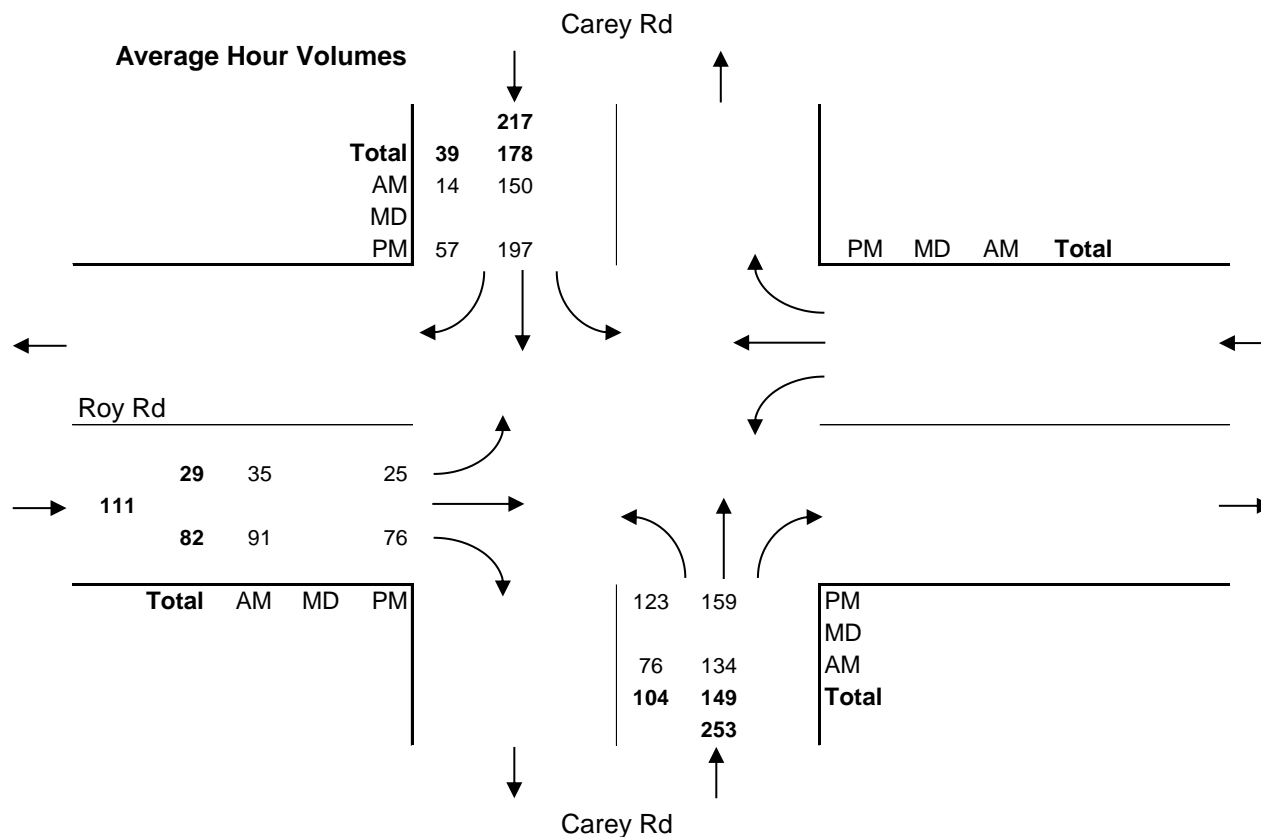 Carey Rd
Average Hour Volumes
217
Total 39 178
AM 14 150
MD
PM 57 197
PM MD AM Total
Roy Rd
29 35 25
111
82 91 76
Total AM MD PM
123 159 PM
MD
76 134 AM
104 149 Total
253
Carey Rd